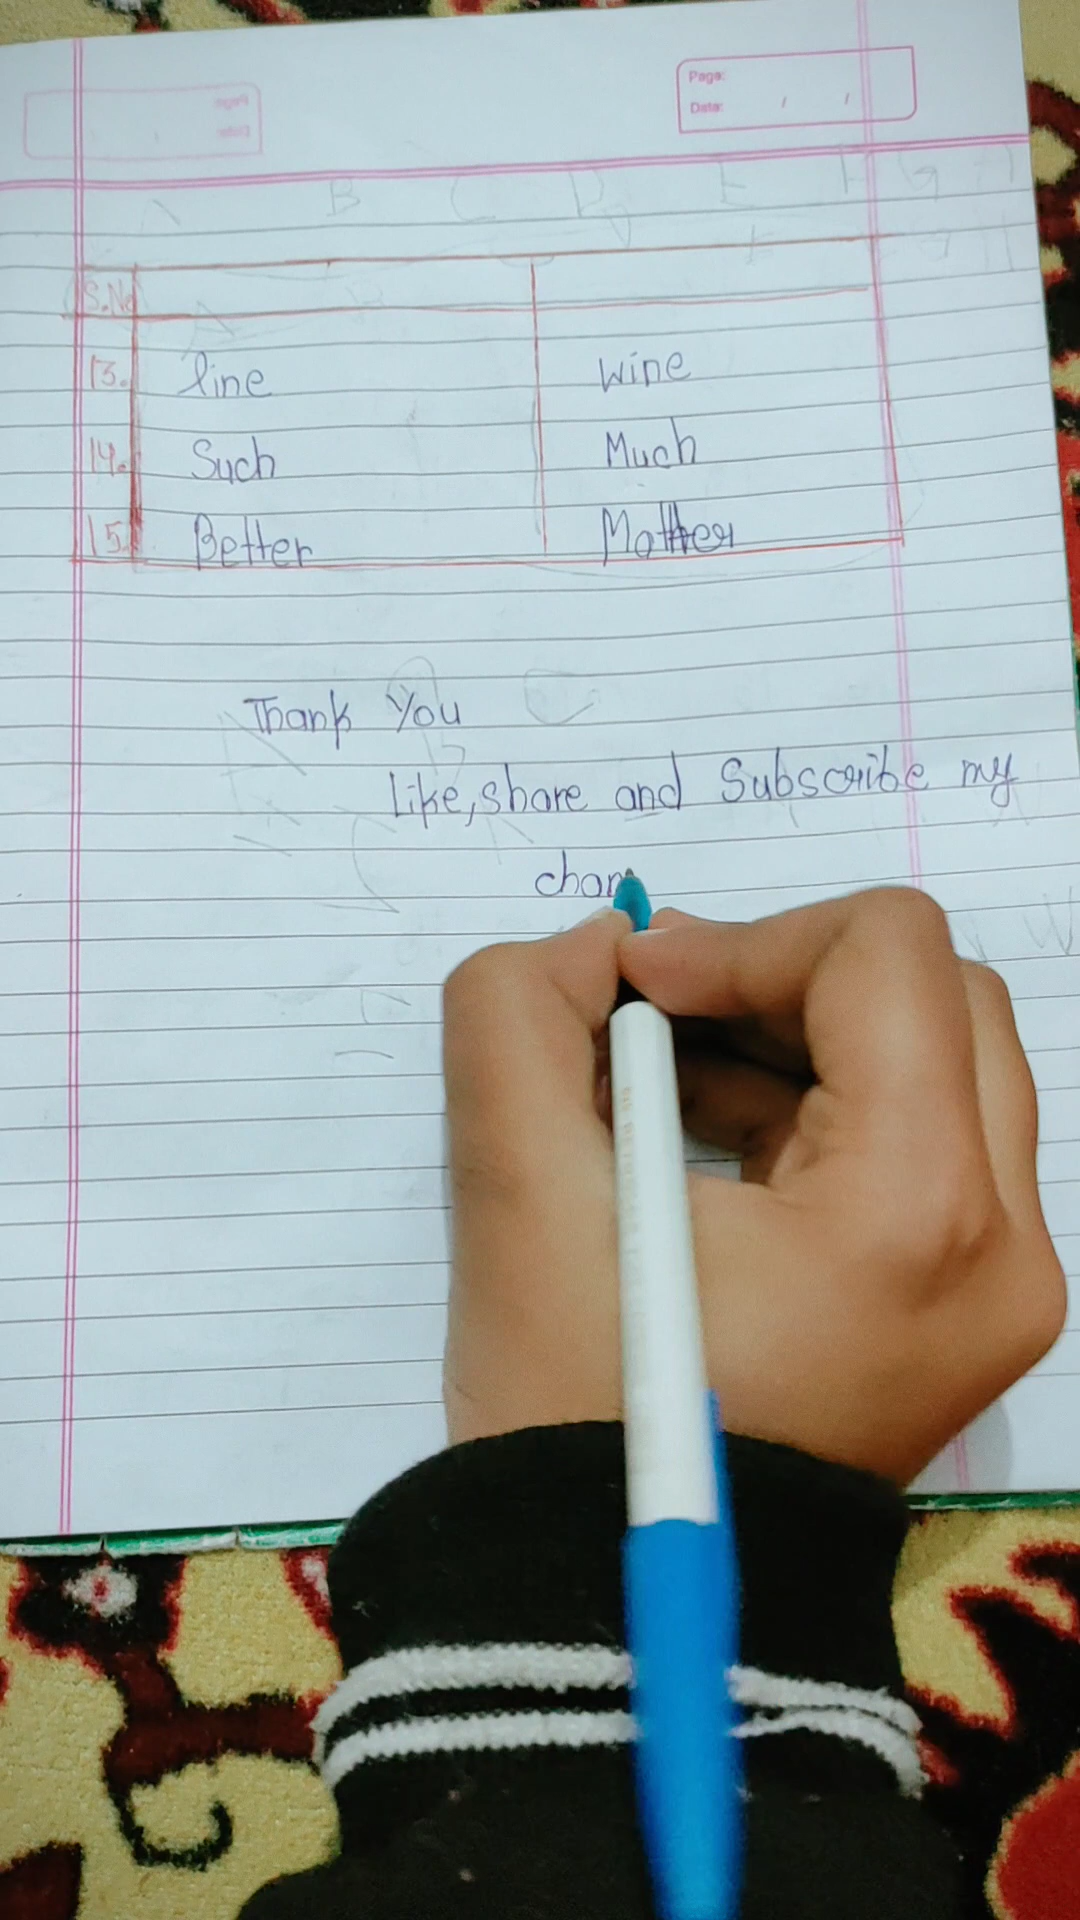 Page:
Date: / /
S.No
13. line wine
14. Such Much
15. Better Mother
Thank You
Like, share and Subscribe my
chan